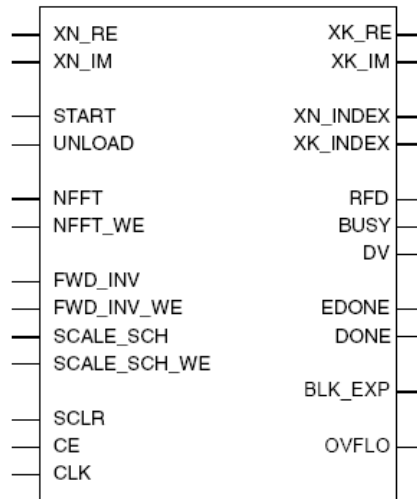 XN_RE XK_RE
XN_IM XK_IM
START XN_INDEX
UNLOAD XK_INDEX
NFFT RFD
NFFT_WE BUSY
DV
FWD_INV
FWD_INV_WE EDONE
SCALE_SCH DONE
SCALE_SCH_WE
BLK_EXP
SCLR
CE OVFLO
CLK